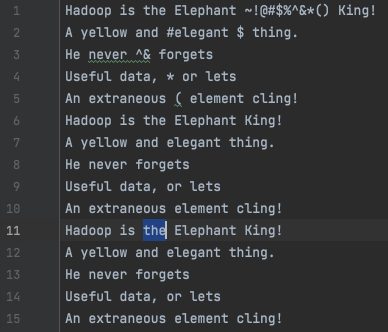 1 Hadoop is the Elephant ~!@#$%^&*() King!
2 A yellow and #elegant $ thing.
3 He never ^& forgets
4 Useful data, * or lets
5 An extraneous ( element cling!
6 Hadoop is the Elephant King!
7 A yellow and elegant thing.
8 He never forgets
9 Useful data, or lets
10 An extraneous element cling!
11 Hadoop is the Elephant King!
12 A yellow and elegant thing.
13 He never forgets
14 Useful data, or lets
15 An extraneous element cling!